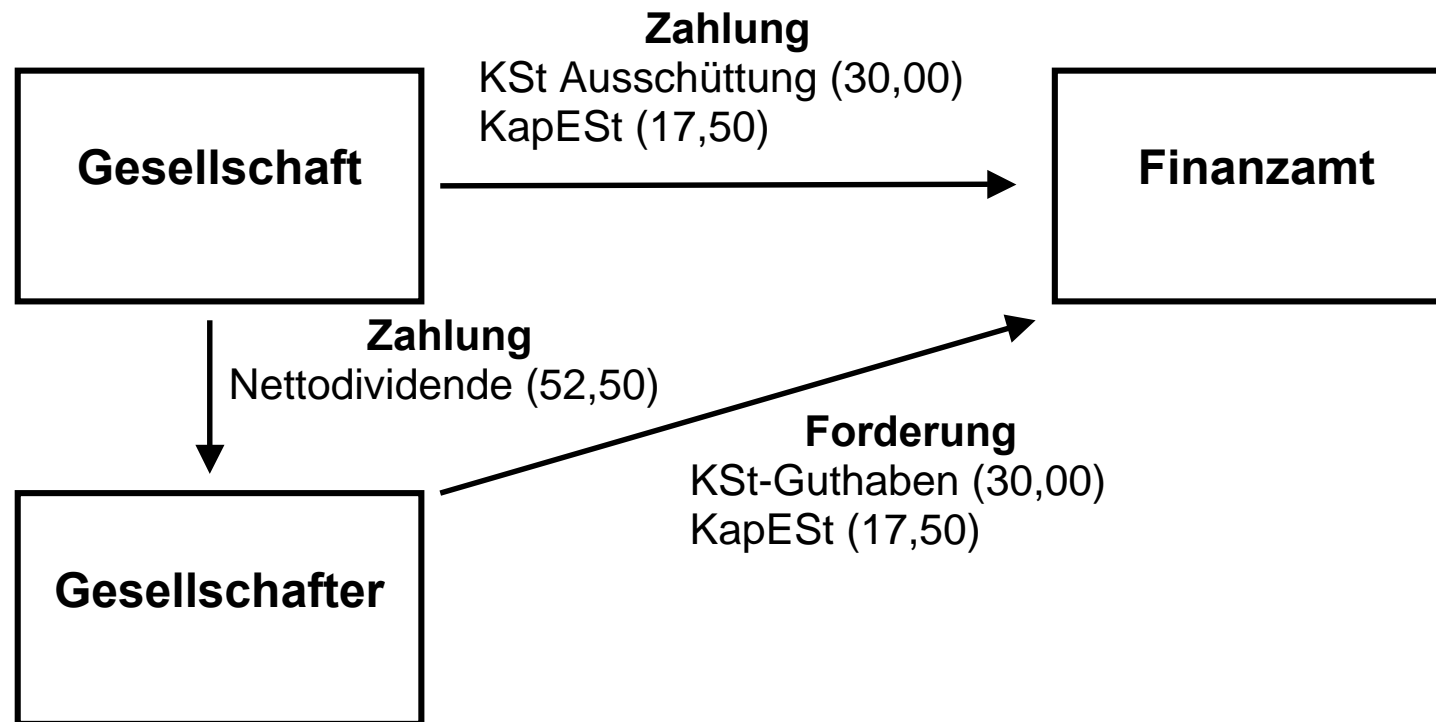 Zahlung
KSt Ausschüttung (30,00)
KapESt (17,50)
Gesellschaft
Finanzamt
Zahlung
Nettodividende (52,50)
Forderung
KSt-Guthaben (30,00)
KapESt (17,50)
Gesellschafter